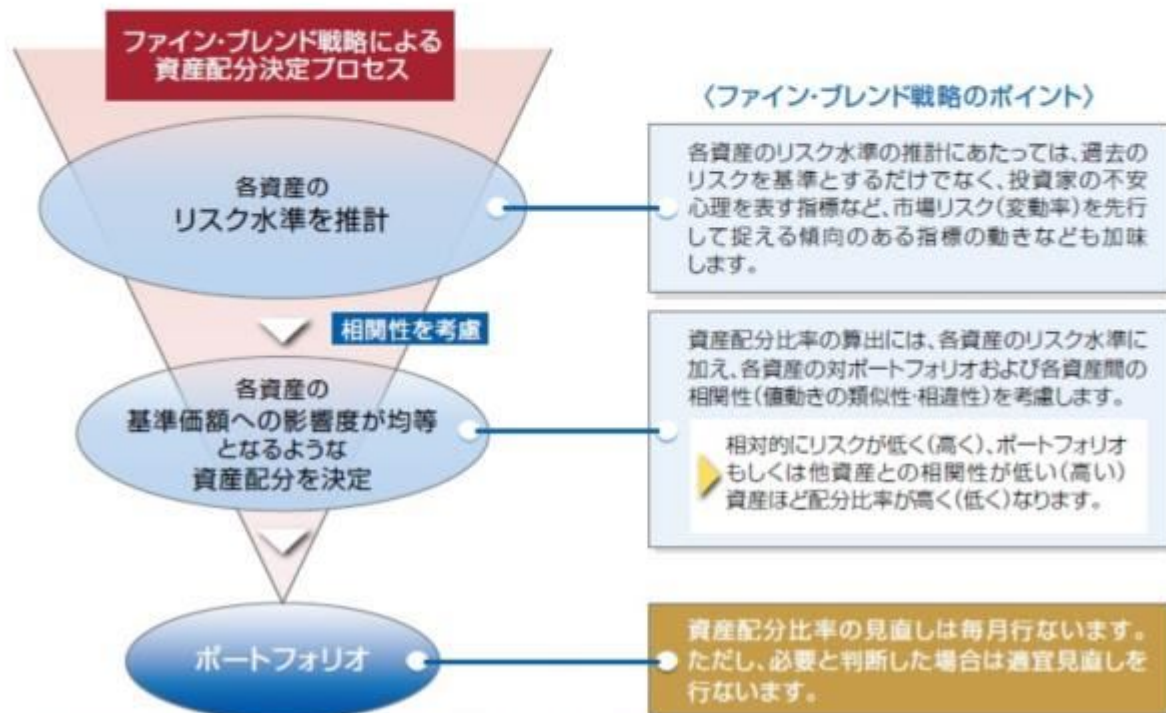 ファイン・ブレンド戦略による
資産配分決定プロセス
各資産の
リスク水準を推計
相関性を考慮
各資産の
基準価額への影響度が均等
となるような
資産配分を決定
ポートフォリオ
〈ファイン・ブレンド戦略のポイント〉
各資産のリスク水準の推計にあたっては、過去の
リスクを基準とするだけでなく、投資家の不安
心理を表す指標など、市場リスク(変動率)を先行
して捉える傾向のある指標の動きなども加味
します。
資産配分比率の算出には、各資産のリスク水準に
加え、各資産の対ポートフォリオおよび各資産間の
相関性(値動きの類似性・相違性)を考慮します。
相対的にリスクが低く(高く)、ポートフォリオ
もしくは他資産との相関性が低い(高い)
資産ほど配分比率が高く(低く)なります。
資産配分比率の見直しは毎月行ないます。
ただし、必要と判断した場合は適宜見直しを
行ないます。